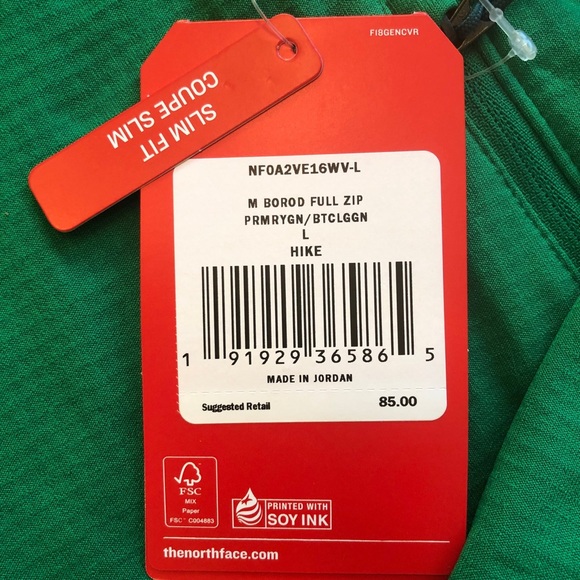 FI8GENCVR
SLIM FIT
COUPE SLIM
NF0A2VE16WV-L
M BOROD FULL ZIP
PRMRYGN/BTCLGGN
L
HIKE
1 91929 36586 5
MADE IN JORDAN
Suggested Retail 85.00
FSC
MIX
Paper
FSC® C004883
PRINTED WITH
SOY INK
thenorthface.com